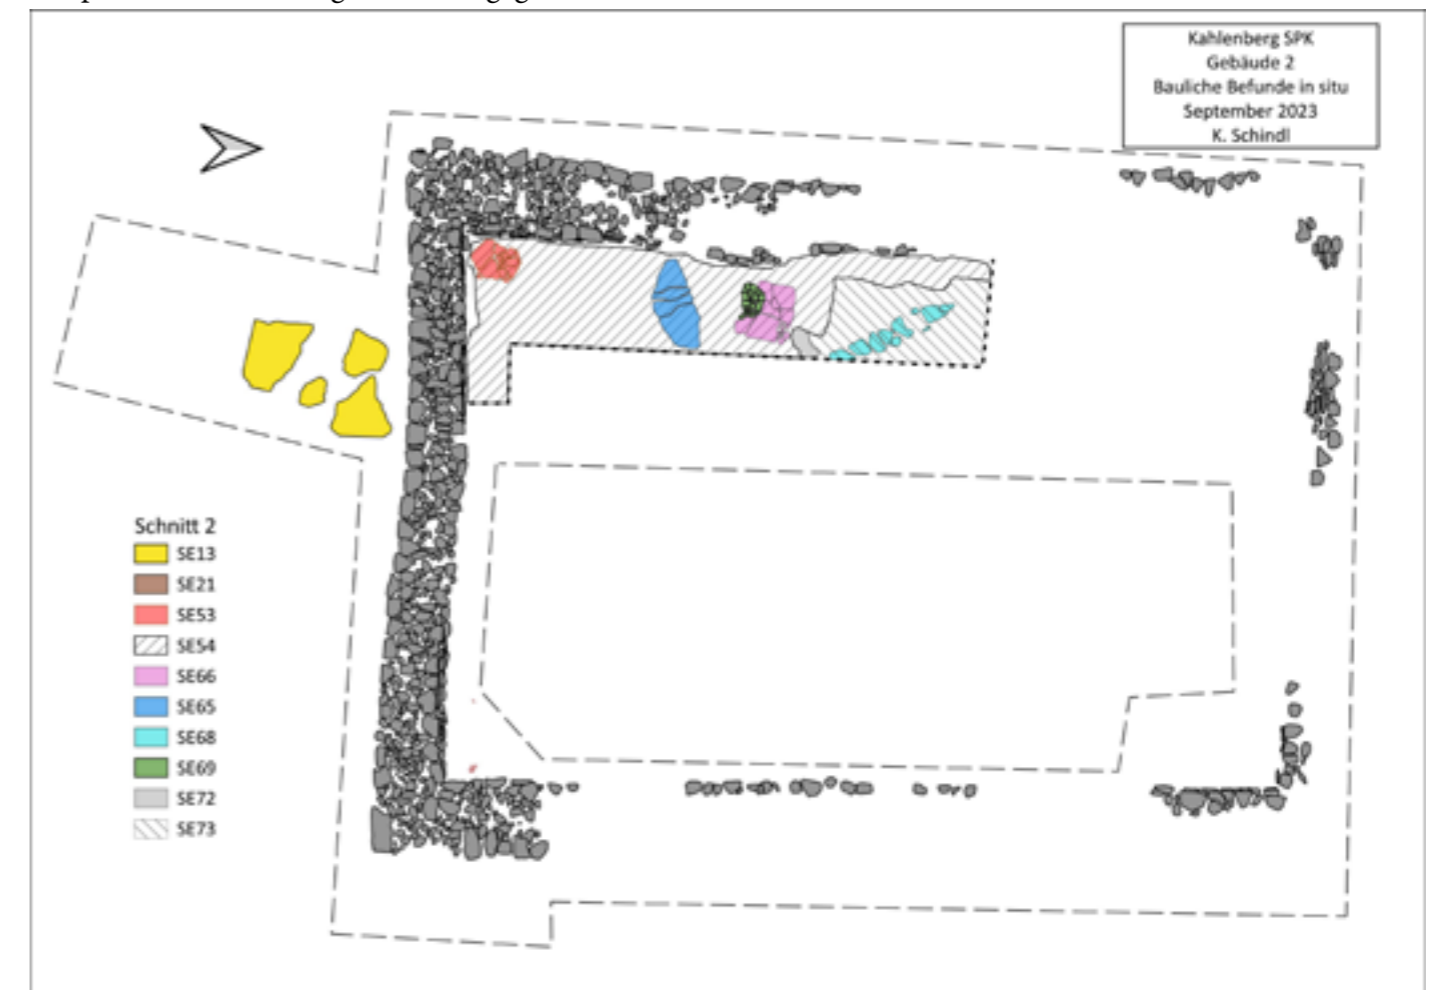 Kahlenberg SPK
Gebäude 2
Bauliche Befunde in situ
September 2023
K. Schindl
Schnitt 2
SE13
SE21
SE53
SE54
SE66
SE65
SE68
SE69
SE72
SE73